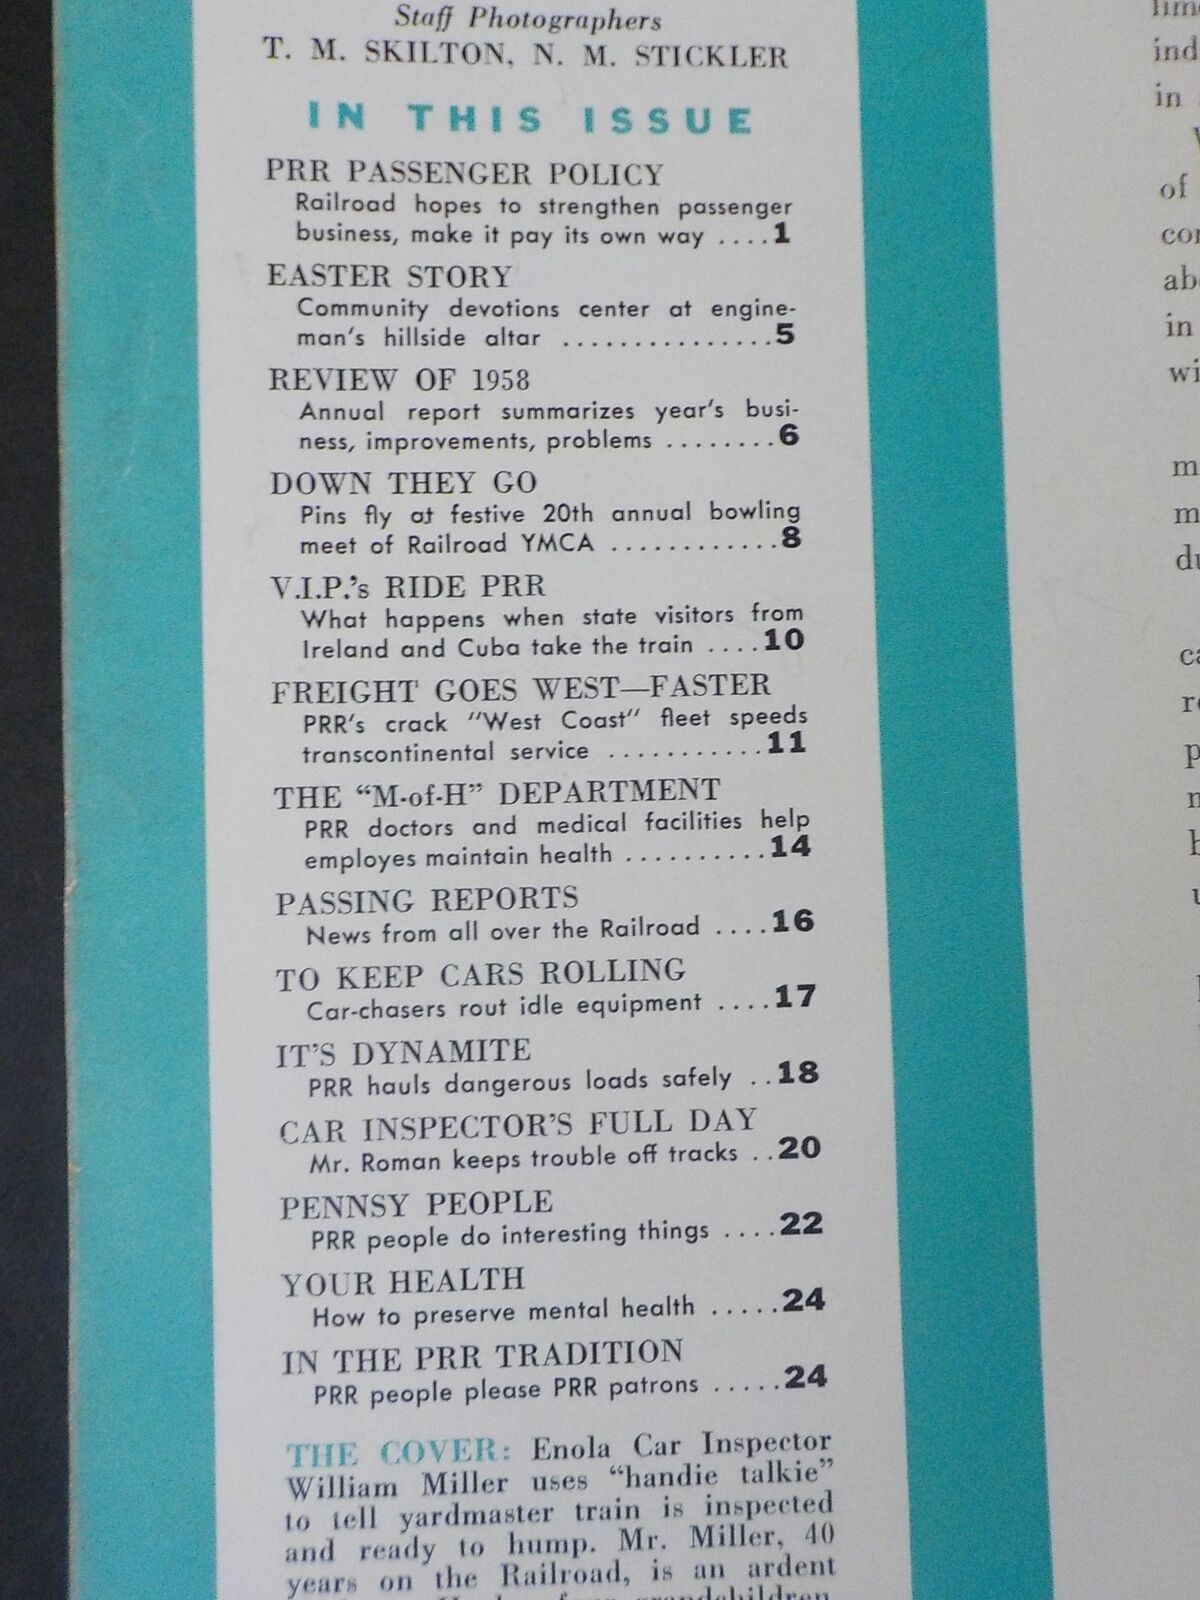 Staff Photographers
T. M. SKILTON, N. M. STICKLER
IN THIS ISSUE
PRR PASSENGER POLICY
Railroad hopes to strengthen passenger
business, make it pay its own way ....1
EASTER STORY
Community devotions center at engine-
man's hillside altar ...............5
REVIEW OF 1958
Annual report summarizes year's busi-
ness, improvements, problems ........6
DOWN THEY GO
Pins fly at festive 20th annual bowling
meet of Railroad YMCA ............8
V.I.P.'s RIDE PRR
What happens when state visitors from
Ireland and Cuba take the train ....10
FREIGHT GOES WEST—FASTER
PRR's crack "West Coast" fleet speeds
transcontinental service ...........11
THE "M-of-H" DEPARTMENT
PRR doctors and medical facilities help
employes maintain health ..........14
PASSING REPORTS
News from all over the Railroad ....16
TO KEEP CARS ROLLING
Car-chasers rout idle equipment ....17
IT'S DYNAMITE
PRR hauls dangerous loads safely ..18
CAR INSPECTOR'S FULL DAY
Mr. Roman keeps trouble off tracks ..20
PENNSY PEOPLE
PRR people do interesting things ....22
YOUR HEALTH
How to preserve mental health .....24
IN THE PRR TRADITION
PRR people please PRR patrons .....24
THE COVER: Enola Car Inspector
William Miller uses "handie talkie"
to tell yardmaster train is inspected
and ready to hump. Mr. Miller, 40
years on the Railroad, is an ardent
four grandchildren.
in
of
in